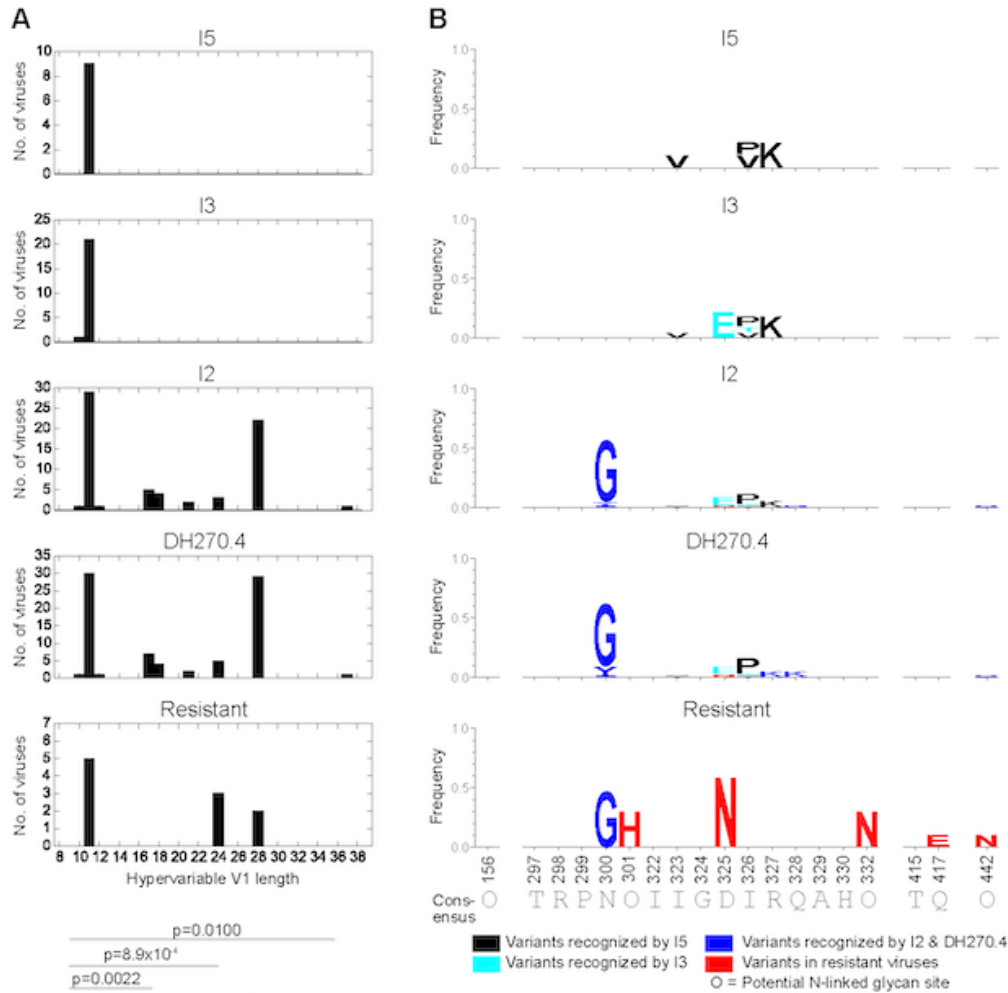 A
B
I5
No. of viruses
10
8
6
4
2
0
I3
No. of viruses
25
20
15
10
5
0
I2
No. of viruses
30
25
20
15
10
5
0
DH270.4
No. of viruses
35
30
25
20
15
10
5
0
Resistant
No. of viruses
7
6
5
4
3
2
1
0
8 10 12 14 16 18 20 22 24 26 28 30 32 34 36 38
Hypervariable V1 length
p=0.0100
p=8.9x10⁻⁴
p=0.0022
I5
Frequency
1.0
0.5
0.0
V P V K
I3
Frequency
1.0
0.5
0.0
V E P V K
I2
Frequency
1.0
0.5
0.0
G E P K
DH270.4
Frequency
1.0
0.5
0.0
G Y P K K
Resistant
Frequency
1.0
0.5
0.0
G H N N E N
156 297 298 299 300 301 322 323 324 325 326 327 328 329 330 332 415 417 442
Cons-
ensus
O T R P N O I I G D I R Q A H O T Q O
Variants recognized by I5
Variants recognized by I3
Variants recognized by I2 & DH270.4
Variants in resistant viruses
O = Potential N-linked glycan site